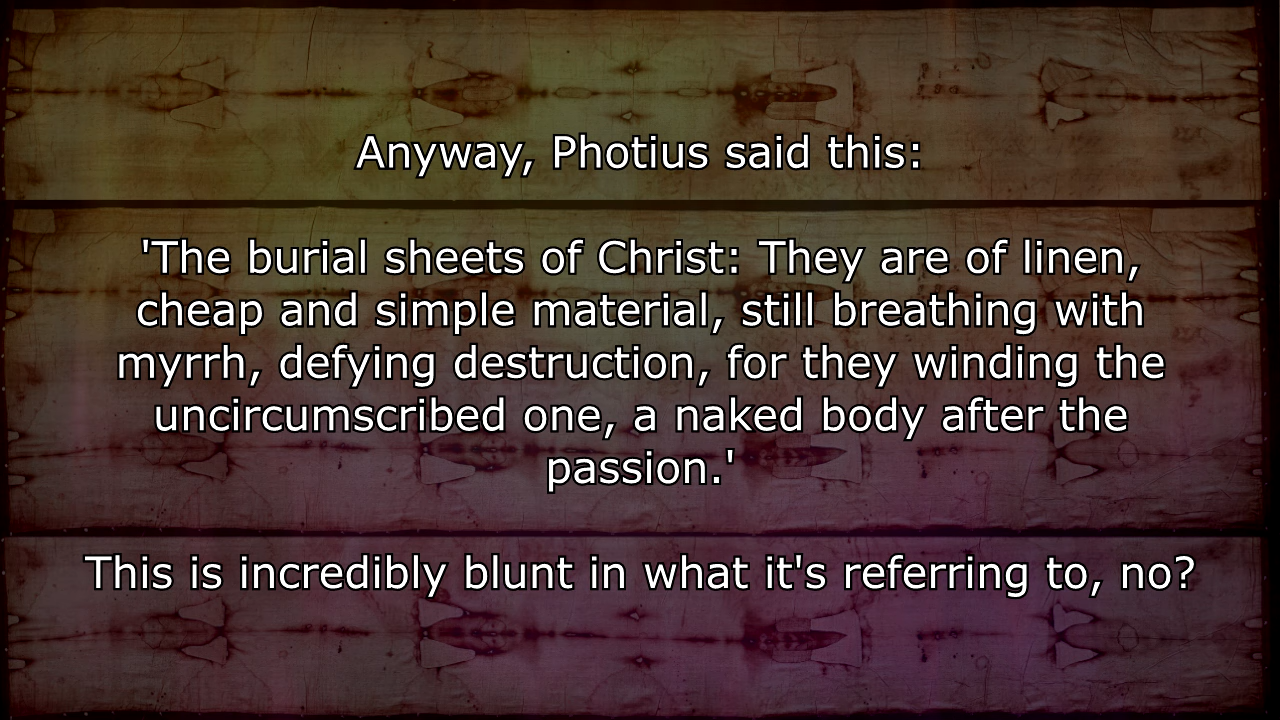 Anyway, Photius said this:
'The burial sheets of Christ: They are of linen,
cheap and simple material, still breathing with
myrrh, defying destruction, for they winding the
uncircumscribed one, a naked body after the
passion.'
This is incredibly blunt in what it's referring to, no?